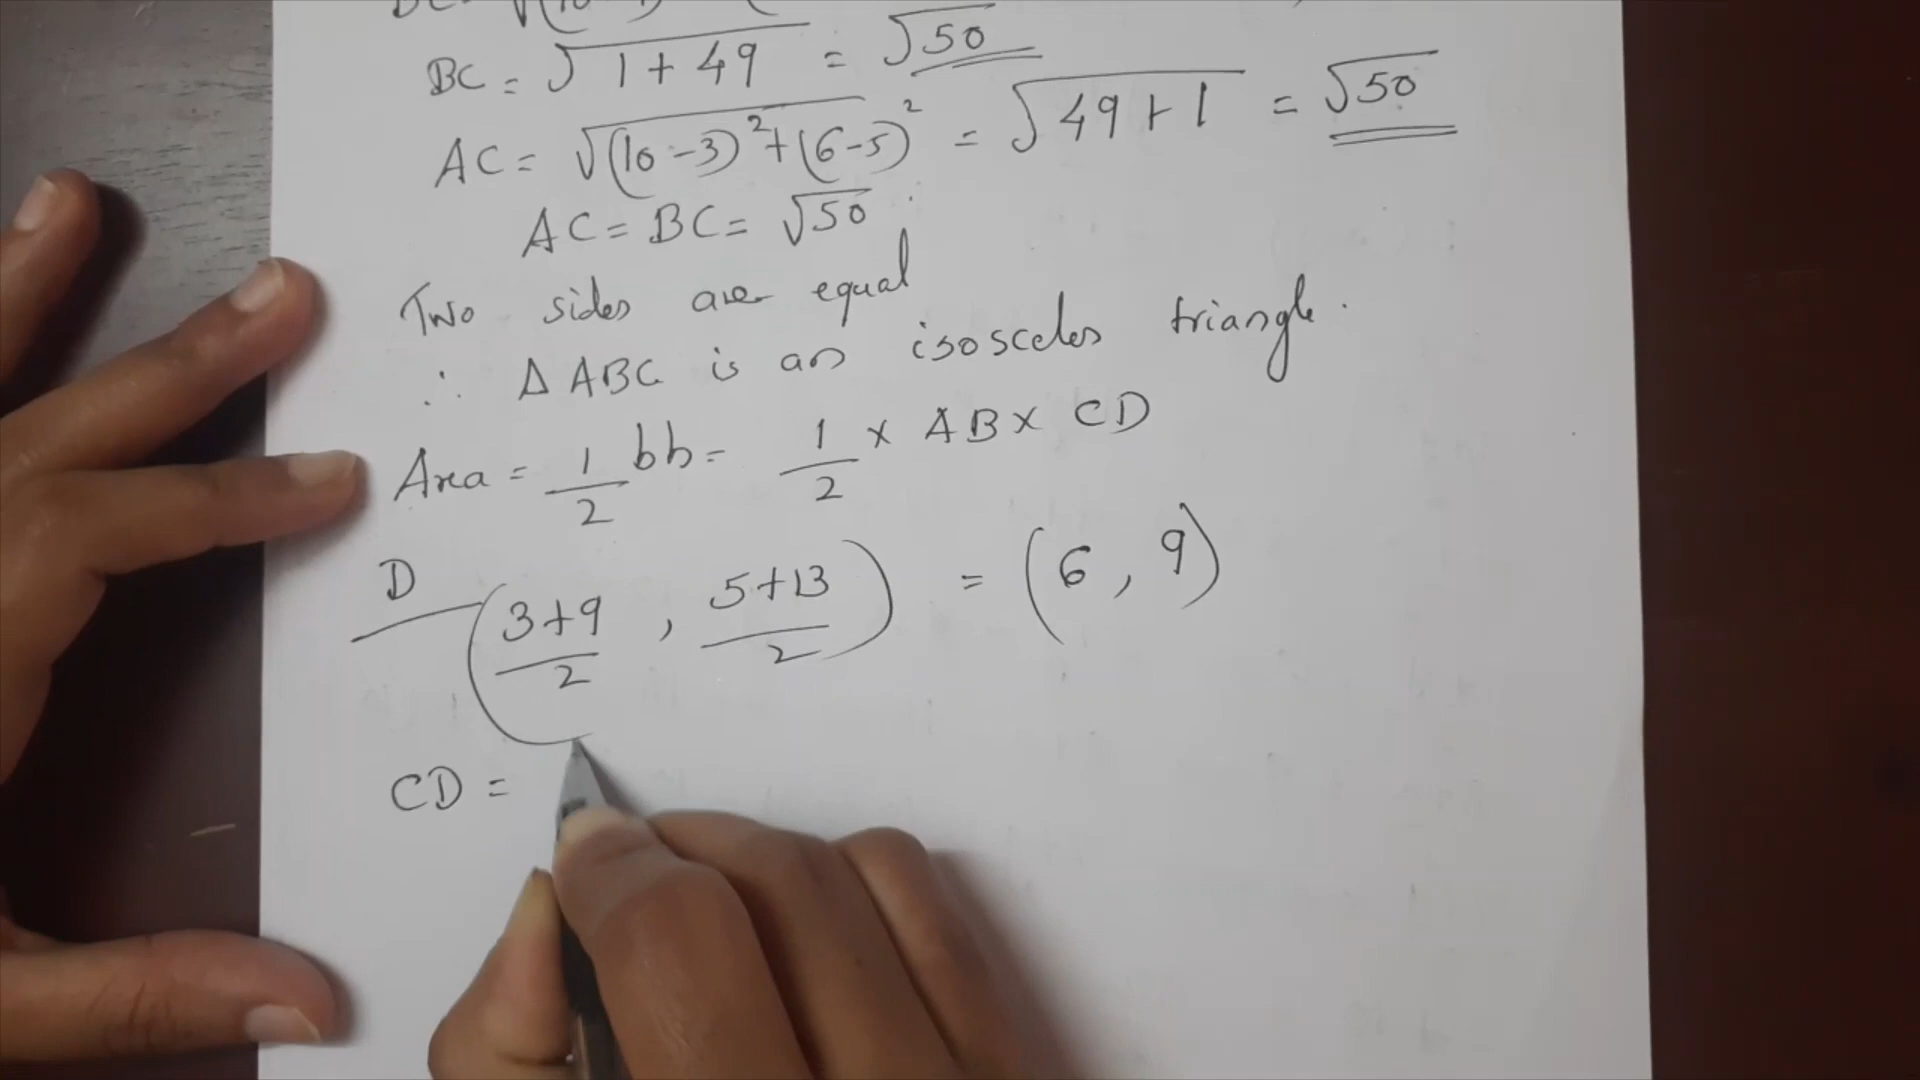 BC = √1 + 49 = √50
AC = √(10 - 3)² + (6 - 5)² = √49 + 1 = √50
AC = BC = √50
Two sides are equal
∴ Δ ABC is an isosceles triangle.
Area = 1/2 bh = 1/2 × AB × CD
D (3+9/2 , 5+13/2) = (6, 9)
CD =